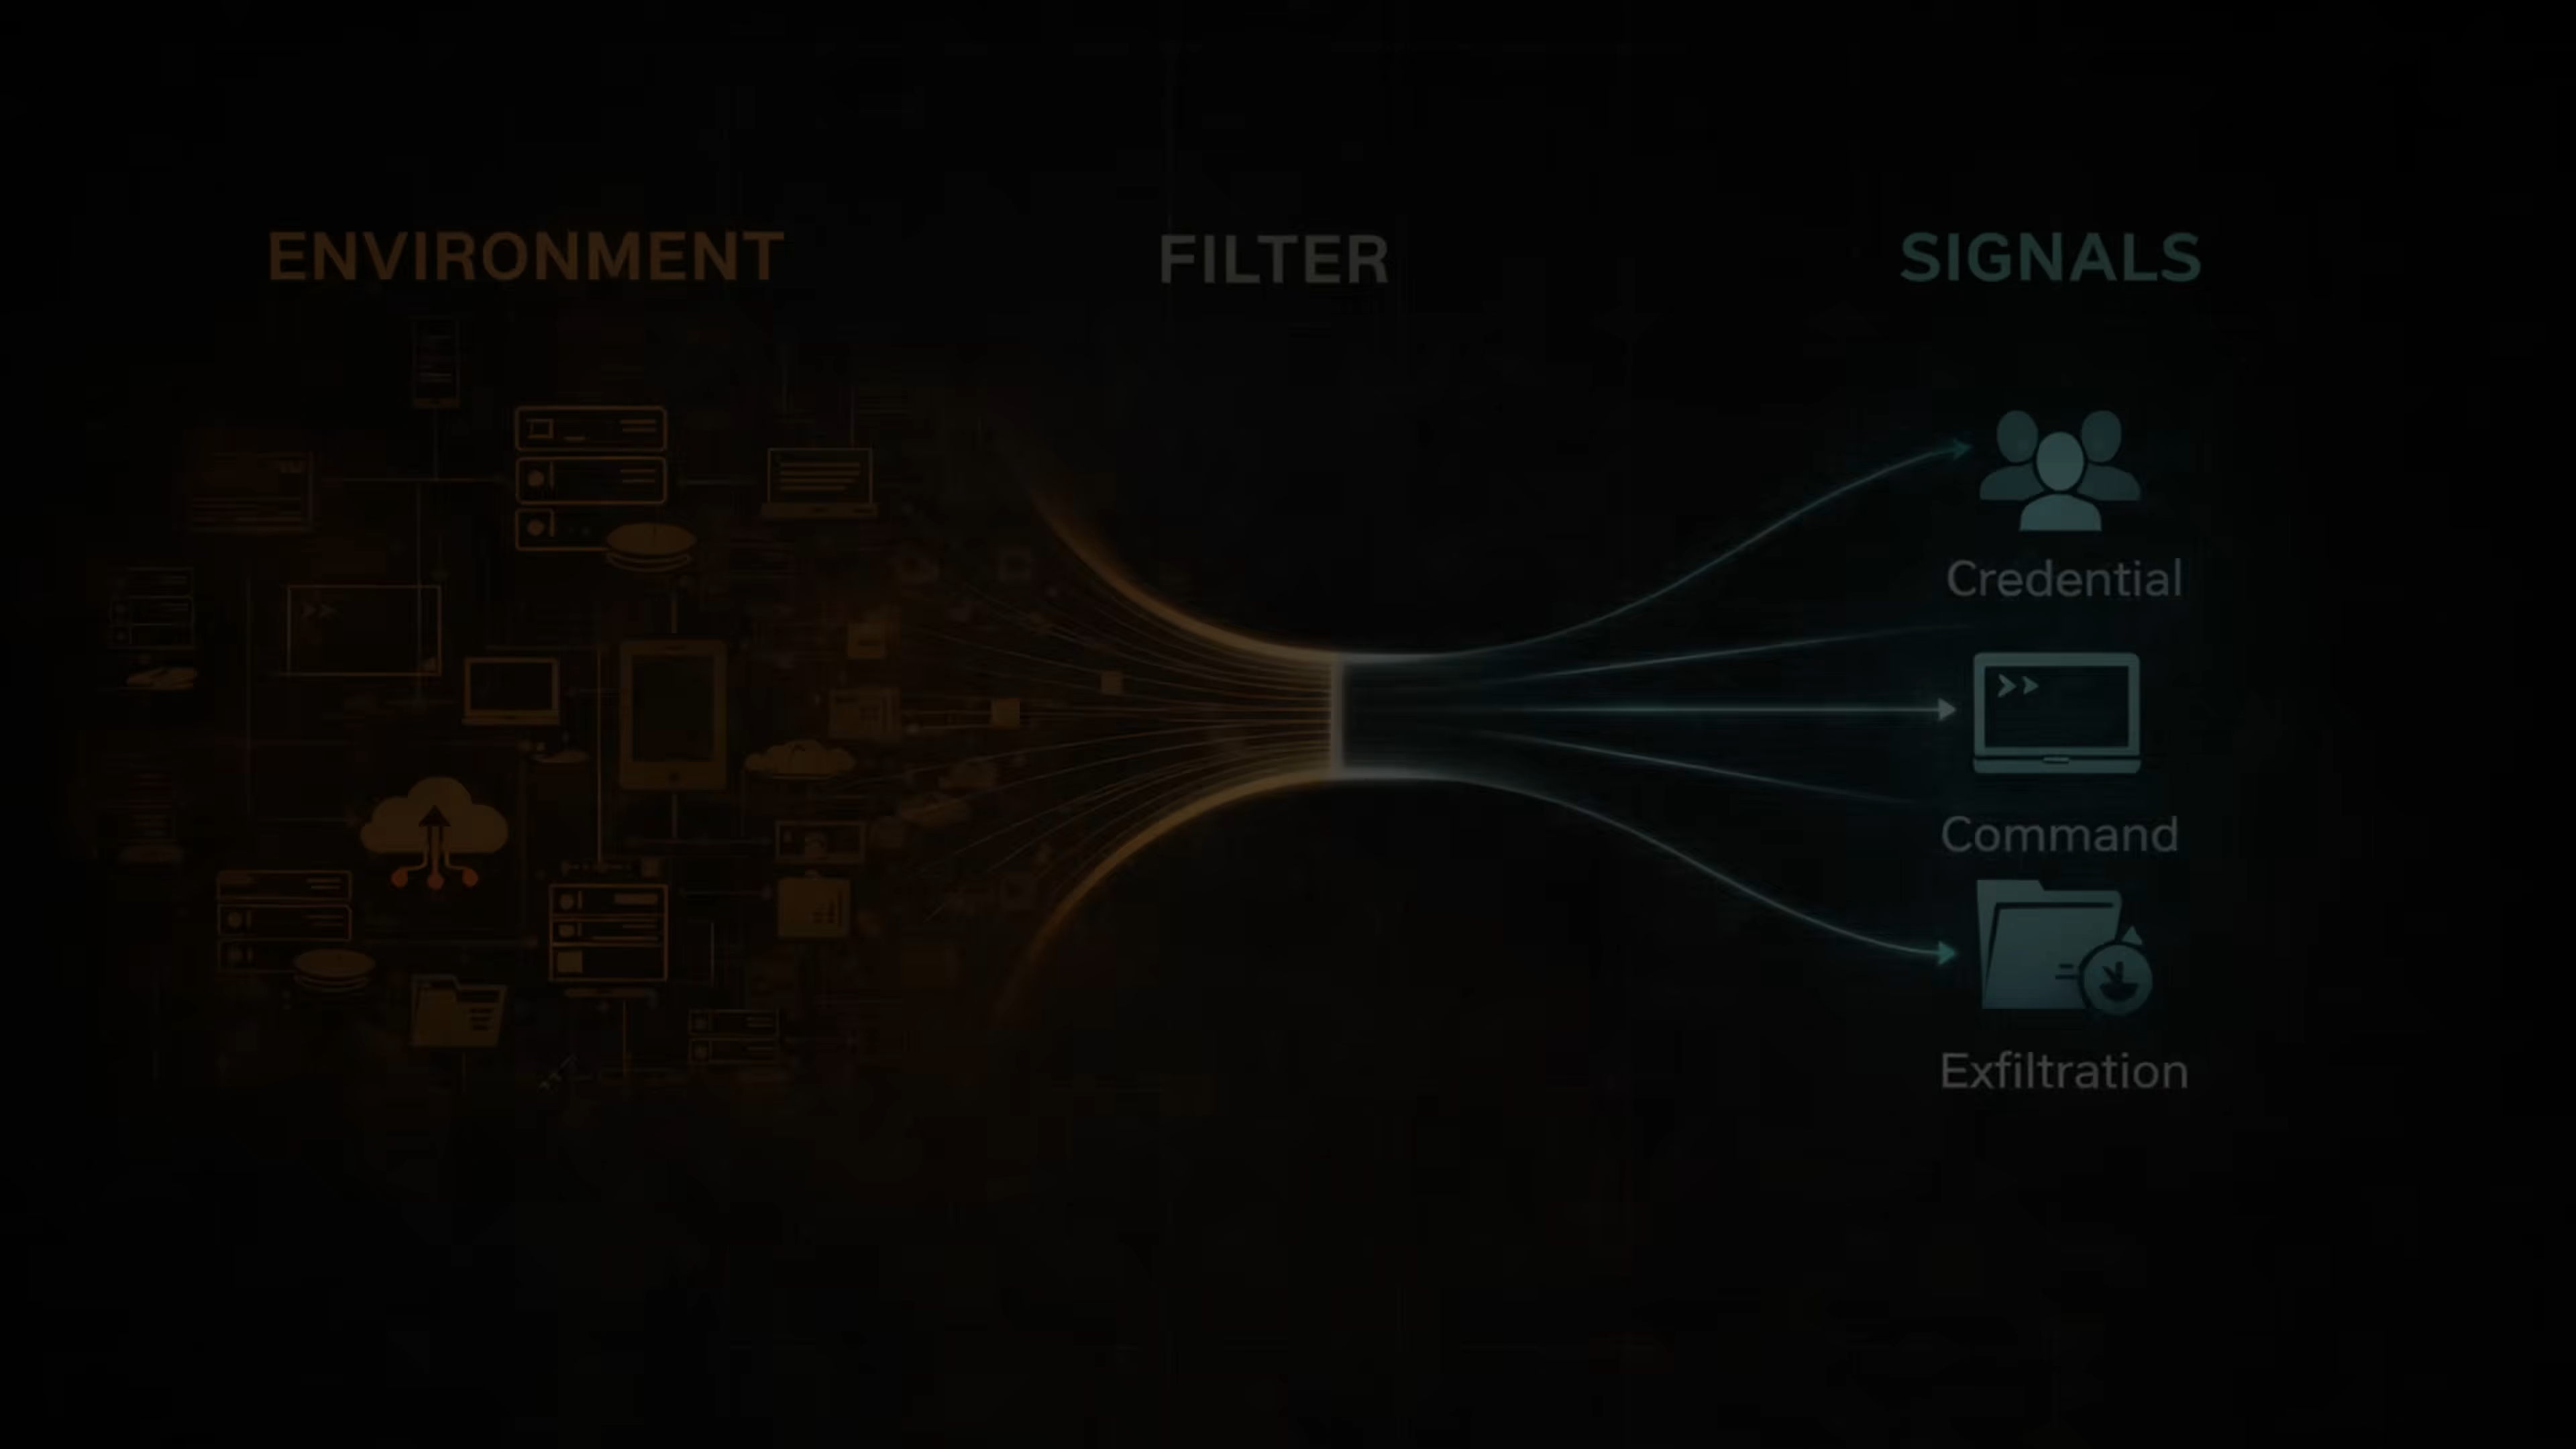 ENVIRONMENT
FILTER
SIGNALS
Credential
Command
Exfiltration